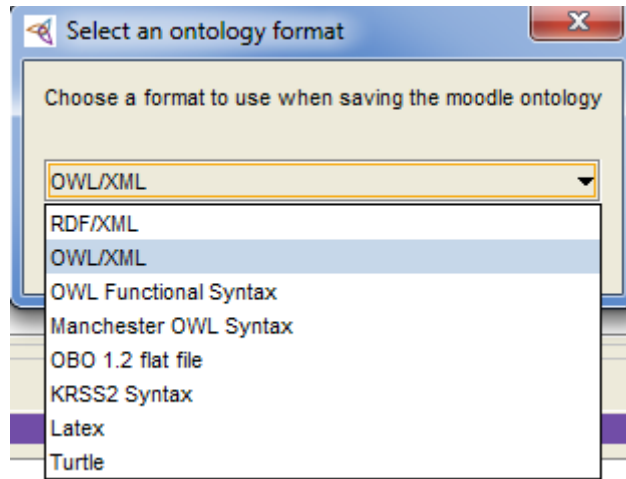 Select an ontology format
Choose a format to use when saving the moodle ontology
OWL/XML
RDF/XML
OWL/XML
OWL Functional Syntax
Manchester OWL Syntax
OBO 1.2 flat file
KRSS2 Syntax
Latex
Turtle